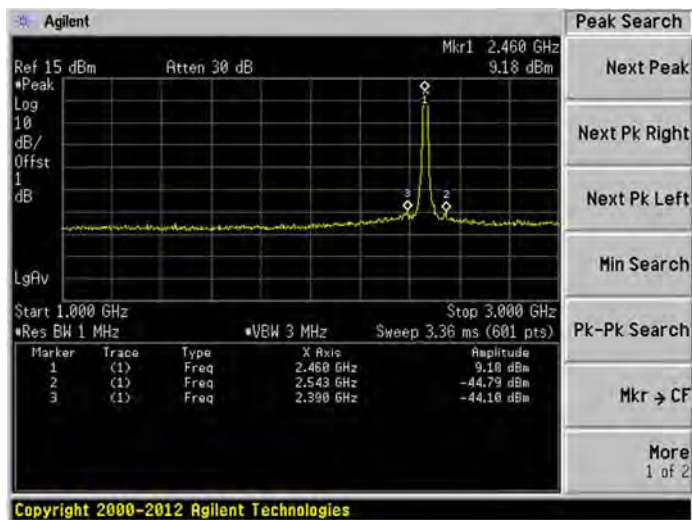 Agilent
Peak Search
Mkr1 2.460 GHz
Ref 15 dBm Atten 30 dB 9.18 dBm
*Peak
Log
10
dB/
Offst
1
dB
LgAv
1
3
2
Start 1.000 GHz Stop 3.000 GHz
*Res BW 1 MHz *VBW 3 MHz Sweep 3.36 ms (601 pts)
Marker Trace Type X Axis Amplitude
1 (1) Freq 2.460 GHz 9.18 dBm
2 (1) Freq 2.543 GHz -44.79 dBm
3 (1) Freq 2.390 GHz -44.10 dBm
Next Peak
Next Pk Right
Next Pk Left
Min Search
Pk-Pk Search
Mkr → CF
More
1 of 2
Copyright 2000-2012 Agilent Technologies